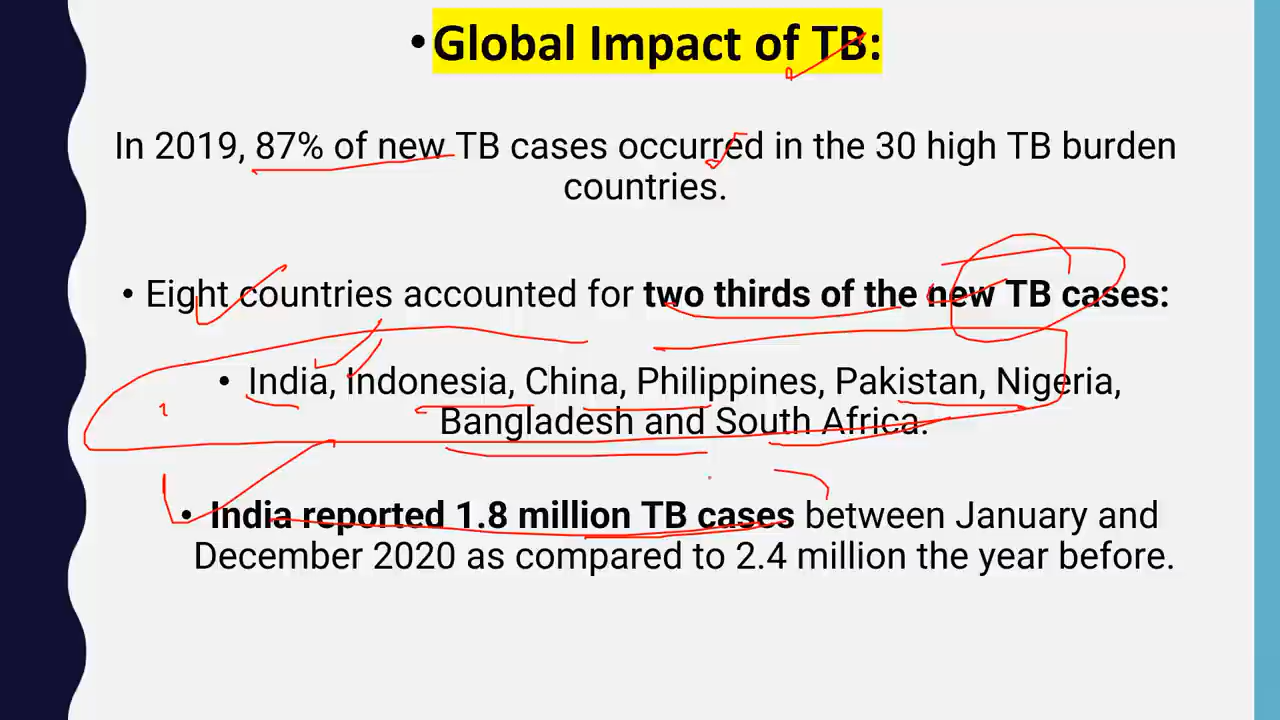 •Global Impact of TB:
In 2019, 87% of new TB cases occurred in the 30 high TB burden
countries.
• Eight countries accounted for two thirds of the new TB cases:
• India, Indonesia, China, Philippines, Pakistan, Nigeria,
Bangladesh and South Africa.
• India reported 1.8 million TB cases between January and
December 2020 as compared to 2.4 million the year before.